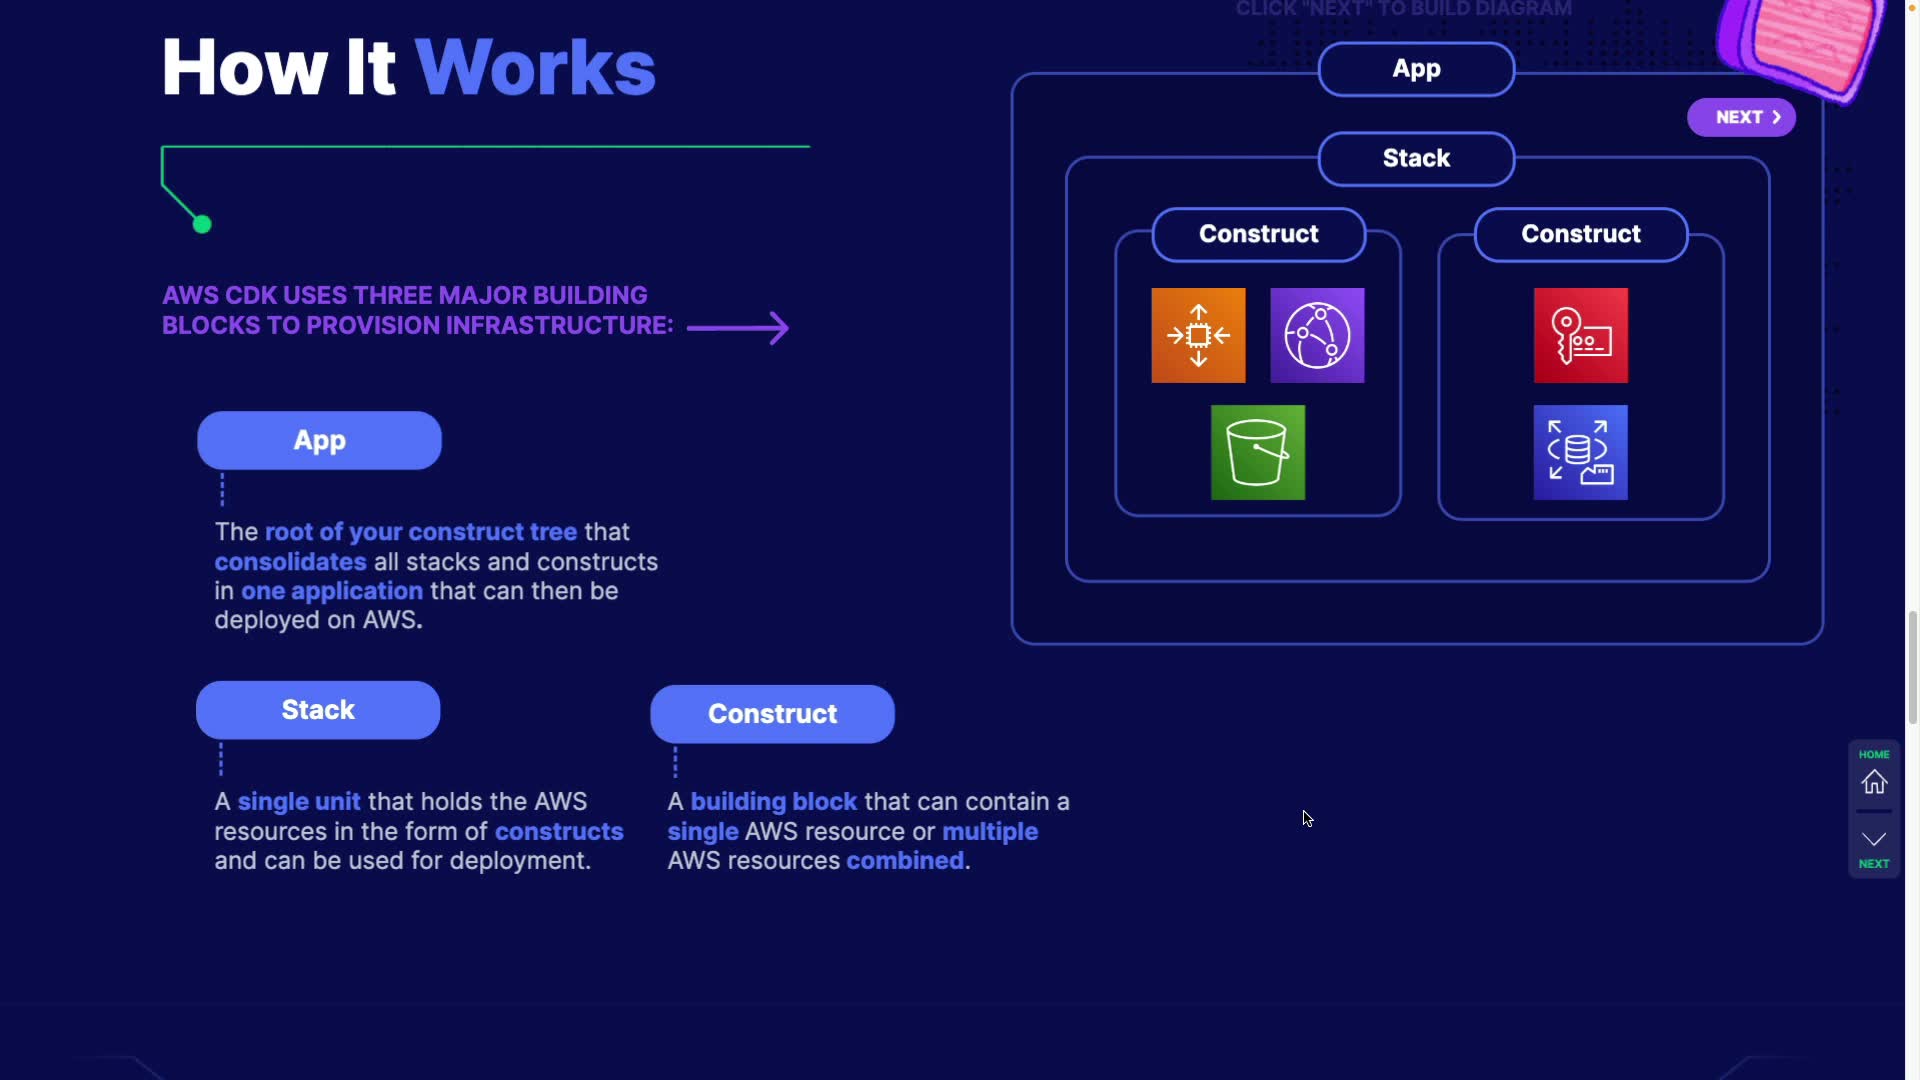 CLICK "NEXT" TO BUILD DIAGRAM
How It Works
App
NEXT
Stack
Construct
Construct
AWS CDK USES THREE MAJOR BUILDING
BLOCKS TO PROVISION INFRASTRUCTURE:
App
The root of your construct tree that
consolidates all stacks and constructs
in one application that can then be
deployed on AWS.
Stack
A single unit that holds the AWS
resources in the form of constructs
and can be used for deployment.
Construct
A building block that can contain a
single AWS resource or multiple
AWS resources combined.
HOME
NEXT